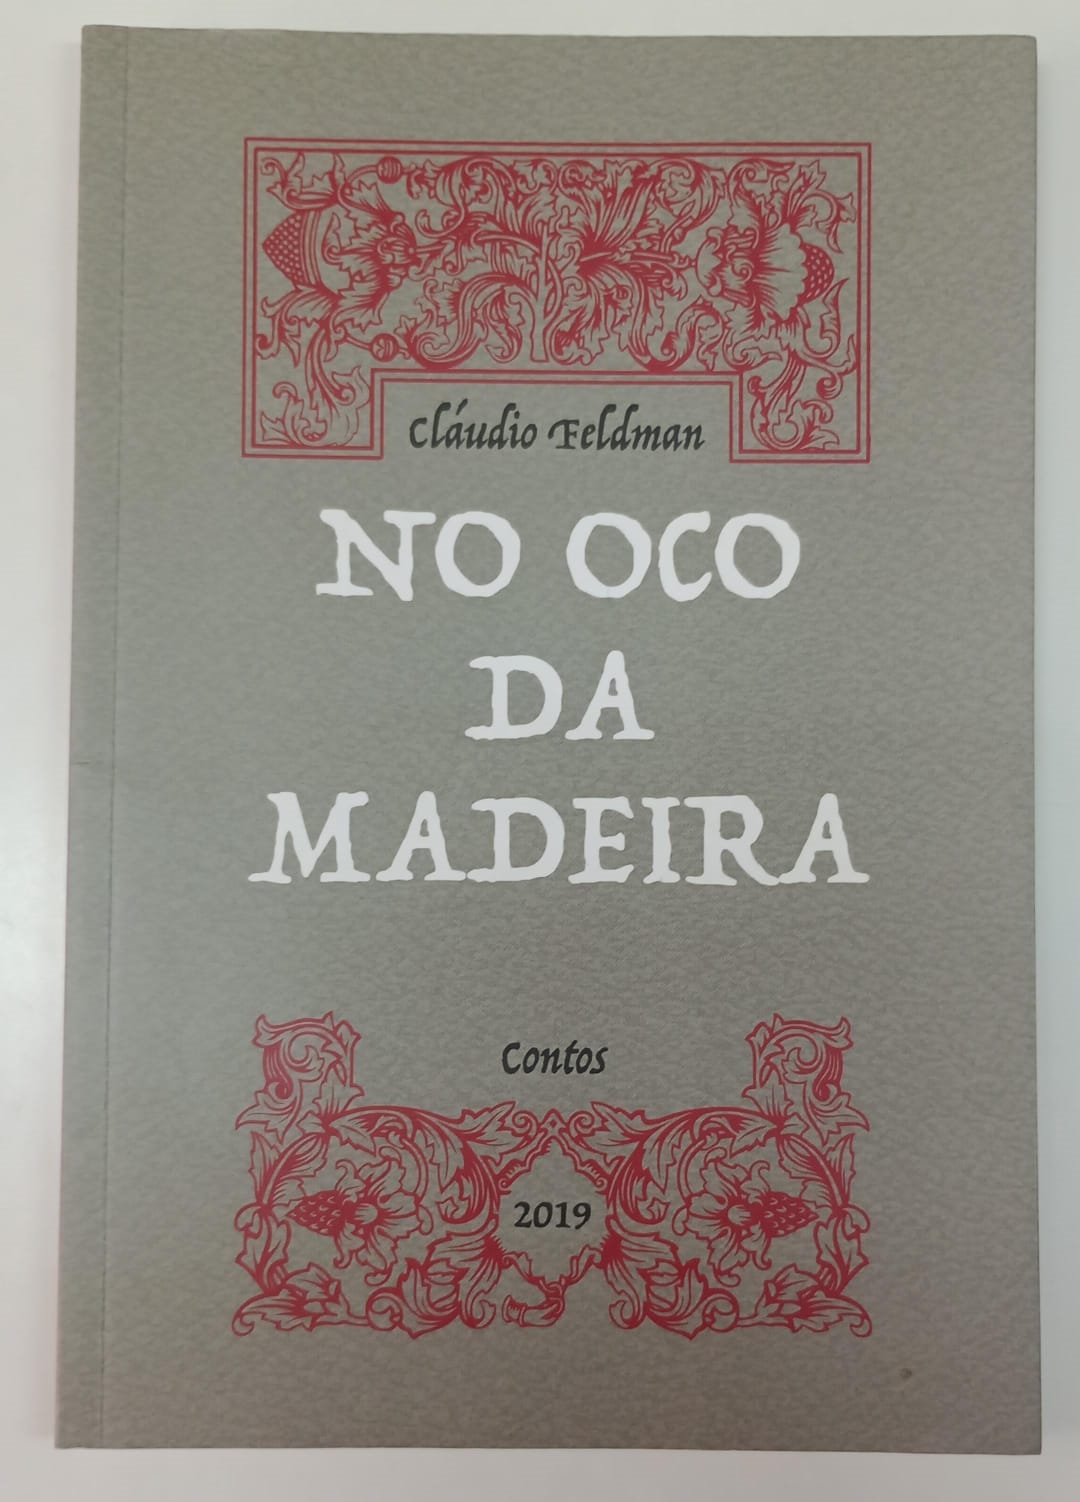 Cláudio Feldman
NO OCO
DA
MADEIRA
Contos
2019